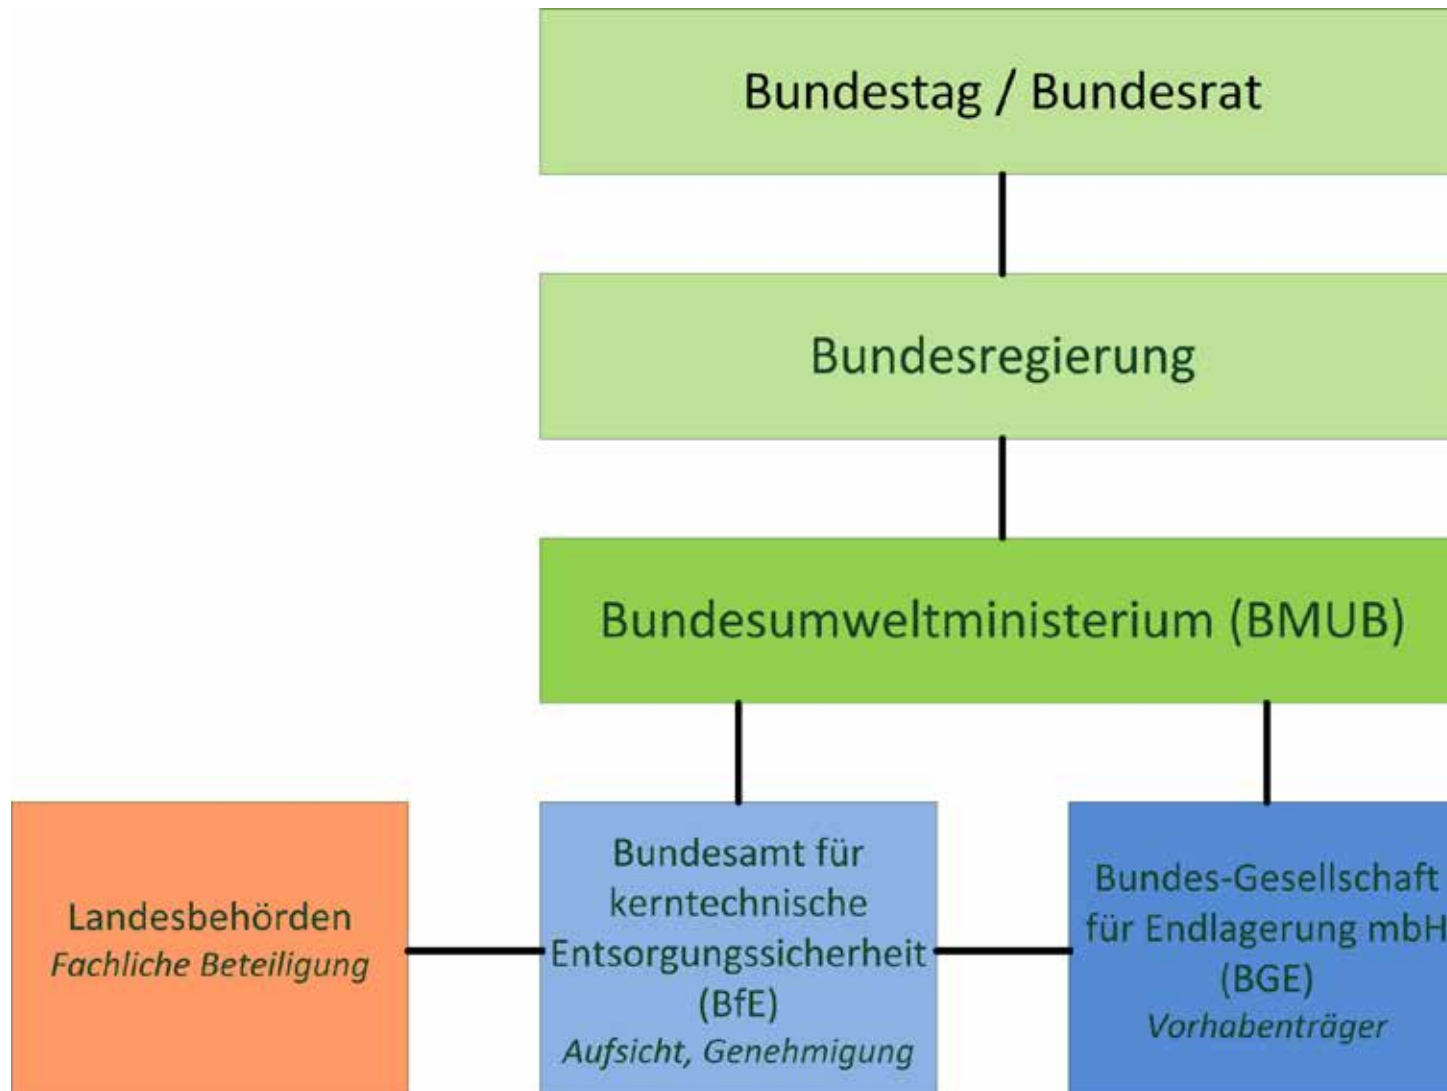 Bundestag / Bundesrat
Bundesregierung
Bundesumweltministerium (BMUB)
Landesbehörden
Fachliche Beteiligung
Bundesamt für
kerntechnische
Entsorgungssicherheit
(BfE)
Aufsicht, Genehmigung
Bundes-Gesellschaft
für Endlagerung mbH
(BGE)
Vorhabenträger